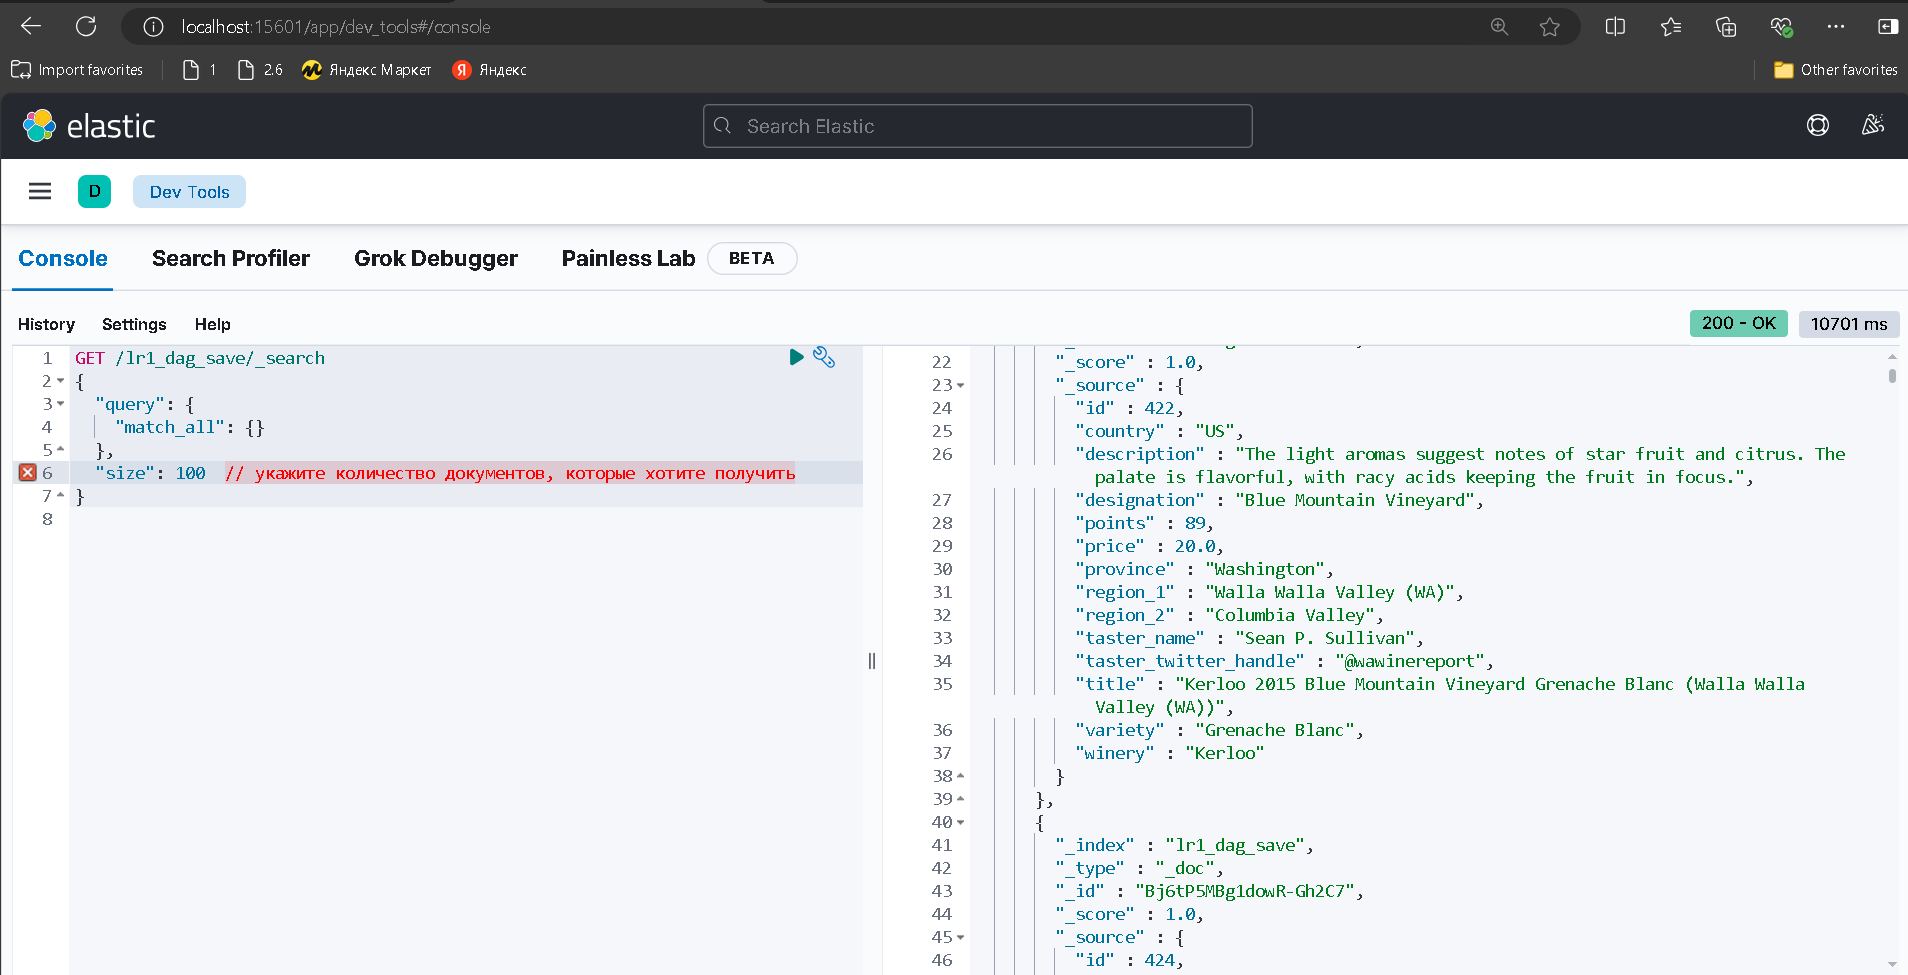 localhost:15601/app/dev_tools#/console
Import favorites 1 2.6 Яндекс Маркет Яндекс Other favorites
elastic Search Elastic
D Dev Tools
Console Search Profiler Grok Debugger Painless Lab BETA
History Settings Help 200 - OK 10701 ms
1 GET /lr1_dag_save/_search
2 {
3 "query": {
4 "match_all": {}
5 },
6 "size": 100 // укажите количество документов, которые хотите получить
7 }
8
22 "_score" : 1.0,
23 "_source" : {
24 "id" : 422,
25 "country" : "US",
26 "description" : "The light aromas suggest notes of star fruit and citrus. The
palate is flavorful, with racy acids keeping the fruit in focus.",
27 "designation" : "Blue Mountain Vineyard",
28 "points" : 89,
29 "price" : 20.0,
30 "province" : "Washington",
31 "region_1" : "Walla Walla Valley (WA)",
32 "region_2" : "Columbia Valley",
33 "taster_name" : "Sean P. Sullivan",
34 "taster_twitter_handle" : "@wawinereport",
35 "title" : "Kerloo 2015 Blue Mountain Vineyard Grenache Blanc (Walla Walla
Valley (WA))",
36 "variety" : "Grenache Blanc",
37 "winery" : "Kerloo"
38 }
39 },
40 {
41 "_index" : "lr1_dag_save",
42 "_type" : "_doc",
43 "_id" : "Bj6tP5MBg1dowR-Gh2C7",
44 "_score" : 1.0,
45 "_source" : {
46 "id" : 424,